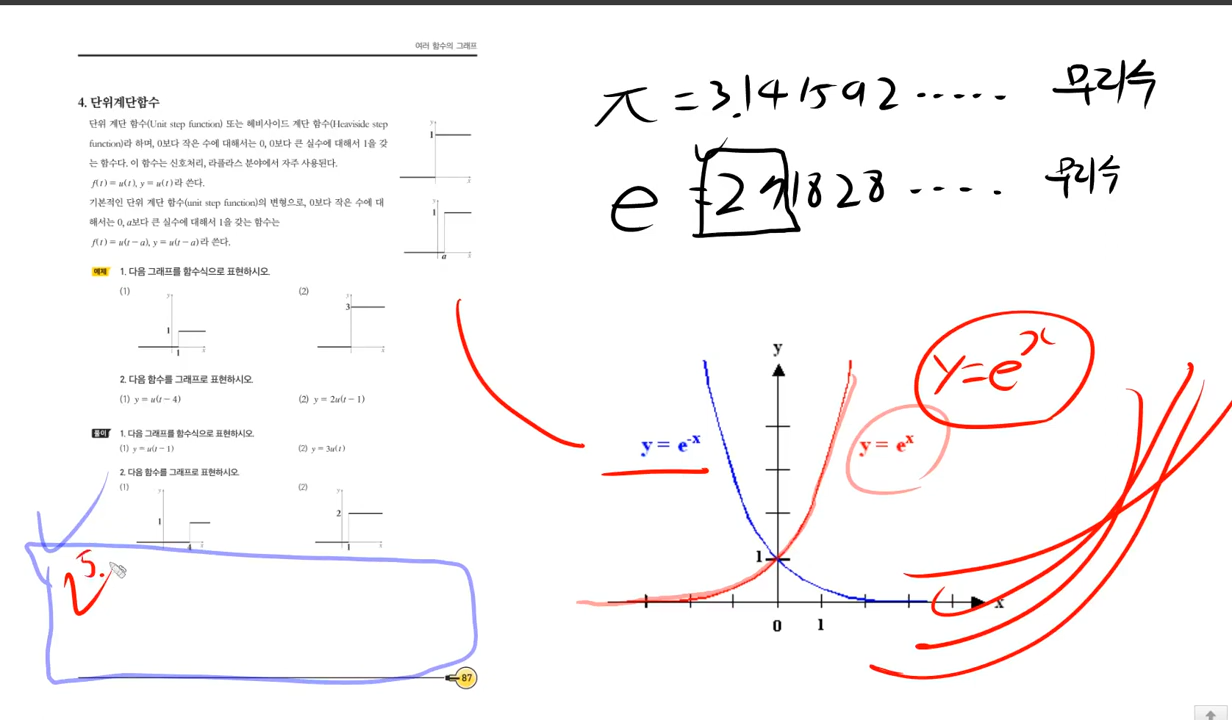 여러 함수의 그래프
4. 단위계단함수
단위 계단 함수(Unit step function) 또는 헤비사이드 계단 함수(Heaviside step
function)라 하며, 0보다 작은 수에 대해서는 0, 0보다 큰 실수에 대해서 1을 갖
는 함수다. 이 함수는 신호처리, 라플라스 분야에서 자주 사용된다.
f(t) = u(t), y = u(t)라 쓴다.
기본적인 단위 계단 함수(unit step function)의 변형으로, 0보다 작은 수에 대
해서는 0, a보다 큰 실수에 대해서 1을 갖는 함수는
f(t) = u(t-a), y = u(t-a)라 쓴다.
y
1
x
y
1
a
x
예제 1. 다음 그래프를 함수식으로 표현하시오.
(1)
y
1
1
x
(2)
y
3
x
2. 다음 함수를 그래프로 표현하시오.
(1) y = u(t-4)
(2) y = 2u(t-1)
풀이 1. 다음 그래프를 함수식으로 표현하시오.
(1) y = u(t-1)
(2) y = 3u(t)
2. 다음 함수를 그래프로 표현하시오.
(1)
y
1
4
x
(2)
y
2
1
x
87
π = 3.141592 ..... 무리수
e = 2.71828 .... 무리수
y = e^x
y
y = e^-x
y = e^x
1
0
1
x